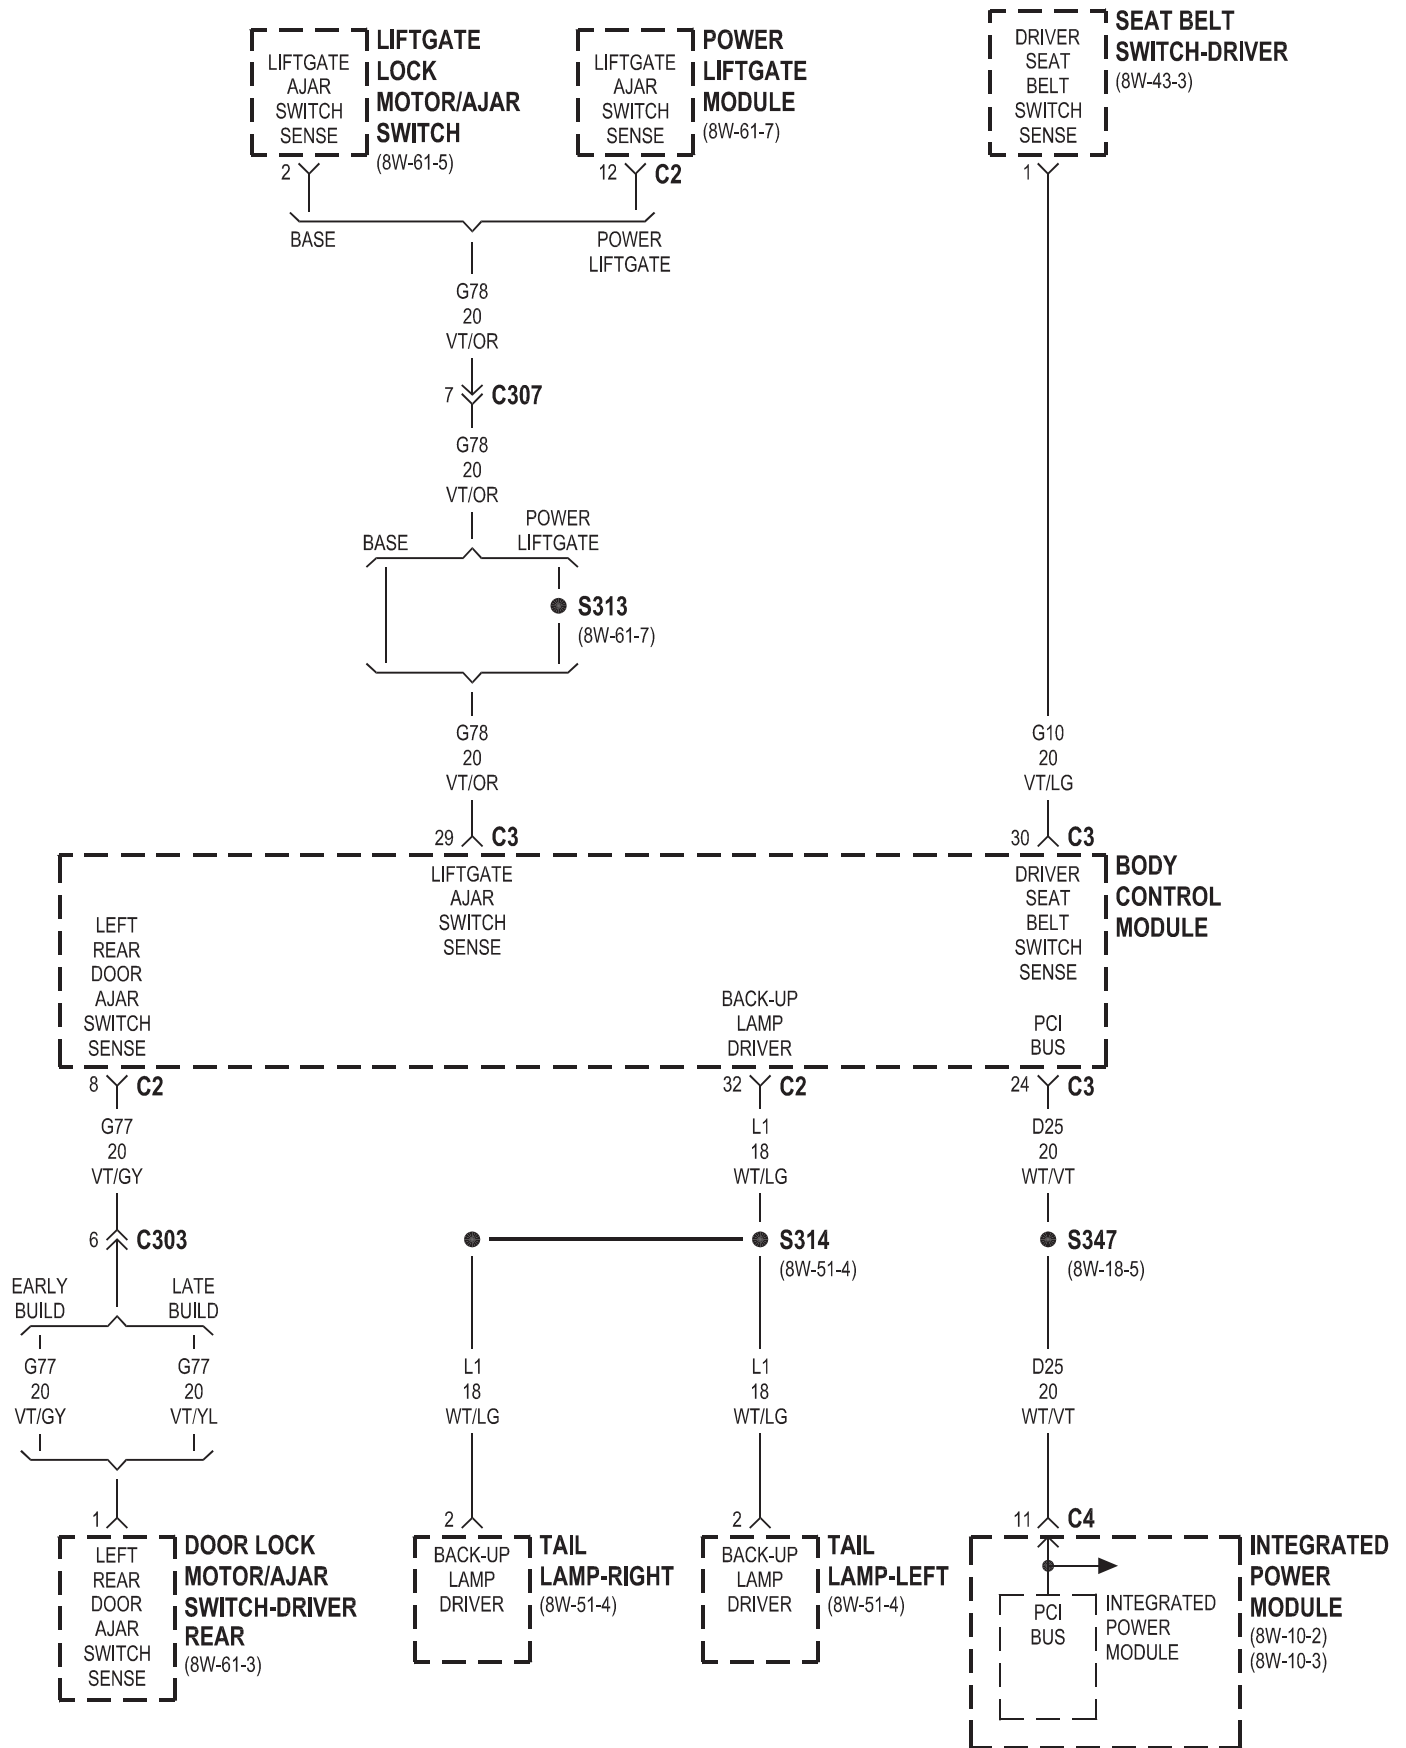 LIFTGATE
AJAR
SWITCH
SENSE
LIFTGATE
LOCK
MOTOR/AJAR
SWITCH
(8W-61-5)
2
LIFTGATE
AJAR
SWITCH
SENSE
POWER
LIFTGATE
MODULE
(8W-61-7)
12
C2
DRIVER
SEAT
BELT
SWITCH
SENSE
SEAT BELT
SWITCH-DRIVER
(8W-43-3)
1
BASE
POWER
LIFTGATE
G78
20
VT/OR
7
C307
G78
20
VT/OR
BASE
POWER
LIFTGATE
S313
(8W-61-7)
G78
20
VT/OR
29
C3
G10
20
VT/LG
30
C3
LIFTGATE
AJAR
SWITCH
SENSE
DRIVER
SEAT
BELT
SWITCH
SENSE
BODY
CONTROL
MODULE
LEFT
REAR
DOOR
AJAR
SWITCH
SENSE
BACK-UP
LAMP
DRIVER
PCI
BUS
8
C2
G77
20
VT/GY
6
C303
EARLY
BUILD
LATE
BUILD
G77
20
VT/GY
G77
20
VT/YL
1
LEFT
REAR
DOOR
AJAR
SWITCH
SENSE
DOOR LOCK
MOTOR/AJAR
SWITCH-DRIVER
REAR
(8W-61-3)
32
C2
L1
18
WT/LG
S314
(8W-51-4)
L1
18
WT/LG
2
BACK-UP
LAMP
DRIVER
TAIL
LAMP-RIGHT
(8W-51-4)
L1
18
WT/LG
2
BACK-UP
LAMP
DRIVER
TAIL
LAMP-LEFT
(8W-51-4)
24
C3
D25
20
WT/VT
S347
(8W-18-5)
D25
20
WT/VT
11
C4
PCI
BUS
INTEGRATED
POWER
MODULE
INTEGRATED
POWER
MODULE
(8W-10-2)
(8W-10-3)